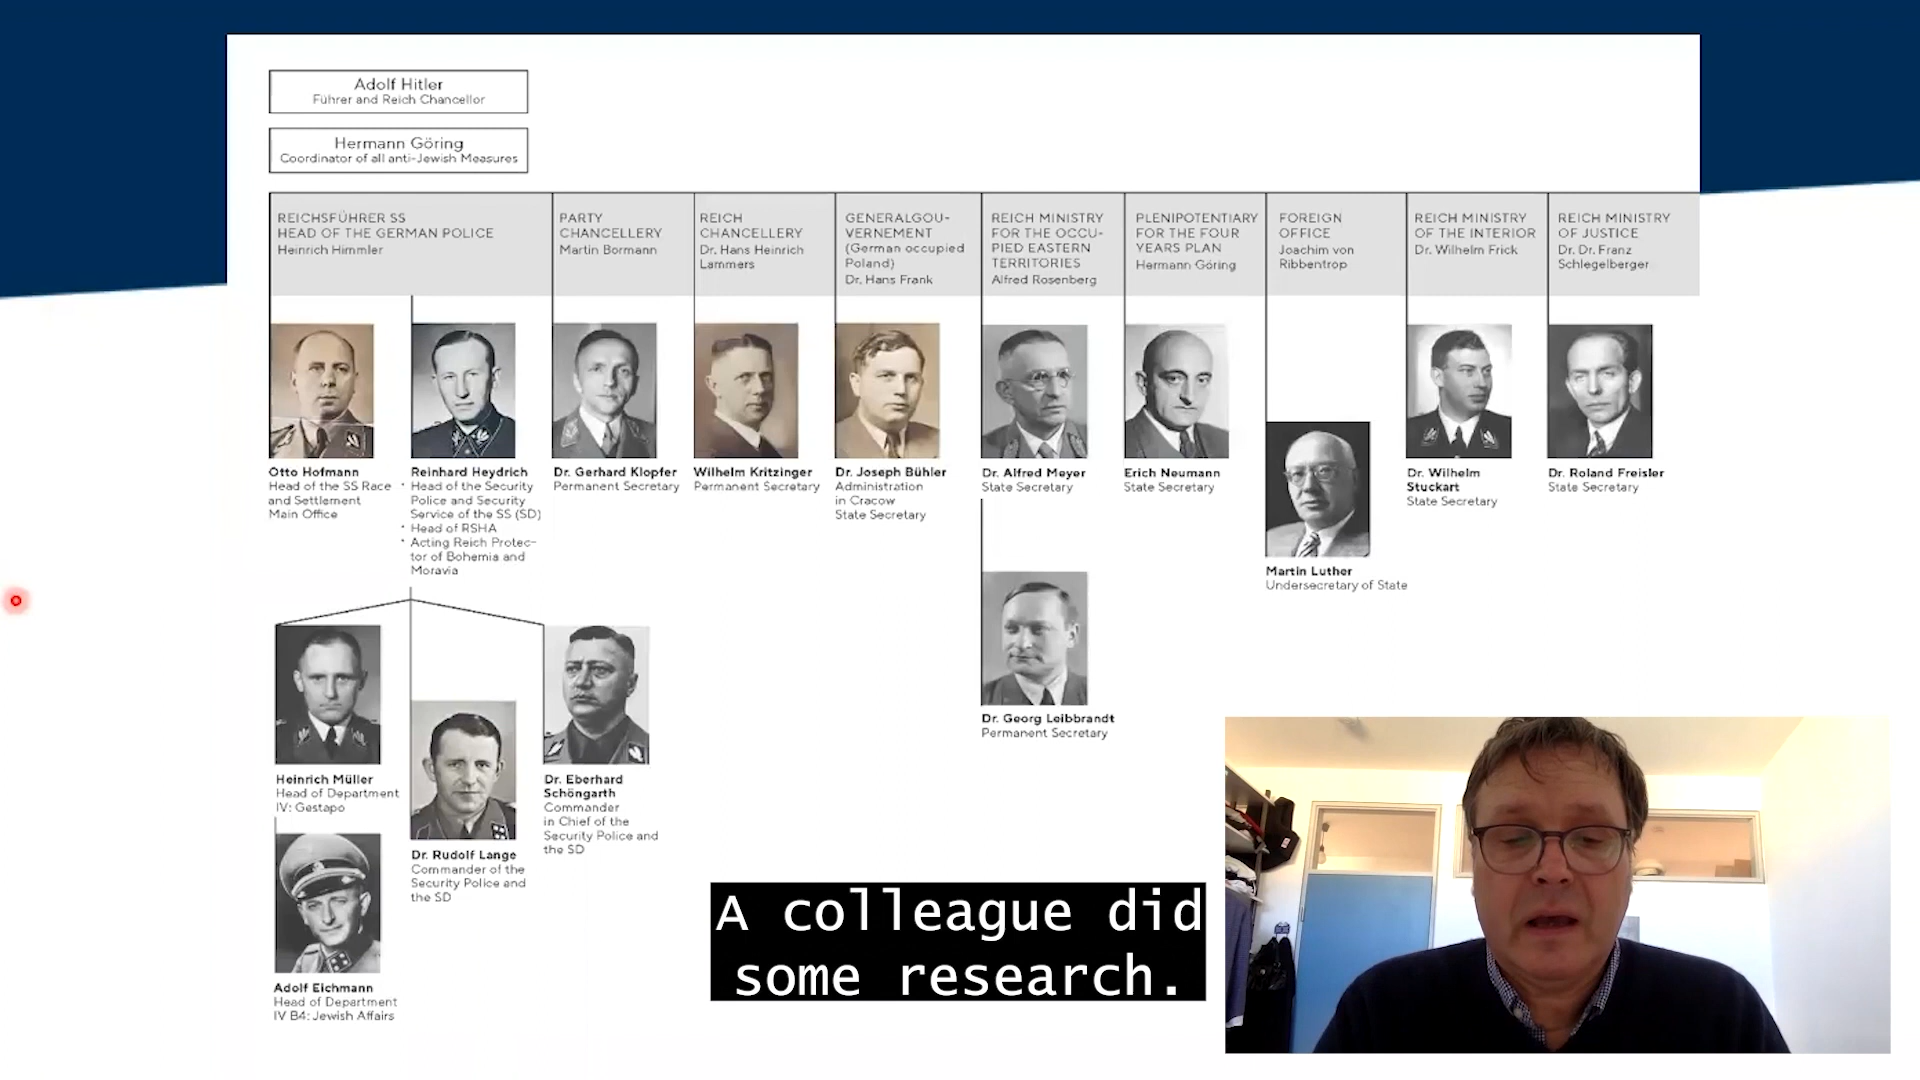 Adolf Hitler
Führer and Reich Chancellor
Hermann Göring
Coordinator of all anti-Jewish Measures
REICHSFÜHRER SS
HEAD OF THE GERMAN POLICE
Heinrich Himmler
PARTY
CHANCELLERY
Martin Bormann
REICH
CHANCELLERY
Dr. Hans Heinrich
Lammers
GENERALGOU-
VERNEMENT
(German occupied
Poland)
Dr. Hans Frank
REICH MINISTRY
FOR THE OCCU-
PIED EASTERN
TERRITORIES
Alfred Rosenberg
PLENIPOTENTIARY
FOR THE FOUR
YEARS PLAN
Hermann Göring
FOREIGN
OFFICE
Joachim von
Ribbentrop
REICH MINISTRY
OF THE INTERIOR
Dr. Wilhelm Frick
REICH MINISTRY
OF JUSTICE
Dr. Dr. Franz
Schlegelberger
Otto Hofmann
Head of the SS Race
and Settlement
Main Office
Reinhard Heydrich
· Head of the Security
Police and Security
Service of the SS (SD)
· Head of RSHA
· Acting Reich Protec-
tor of Bohemia and
Moravia
Dr. Gerhard Klopfer
Permanent Secretary
Wilhelm Kritzinger
Permanent Secretary
Dr. Joseph Bühler
Administration
in Cracow
State Secretary
Dr. Alfred Meyer
State Secretary
Erich Neumann
State Secretary
Martin Luther
Undersecretary of State
Dr. Wilhelm
Stuckart
State Secretary
Dr. Roland Freisler
State Secretary
Dr. Georg Leibbrandt
Permanent Secretary
Heinrich Müller
Head of Department
IV: Gestapo
Dr. Rudolf Lange
Commander of the
Security Police and
the SD
Dr. Eberhard
Schöngarth
Commander
in Chief of the
Security Police and
the SD
Adolf Eichmann
Head of Department
IV B4: Jewish Affairs
A colleague did
some research.